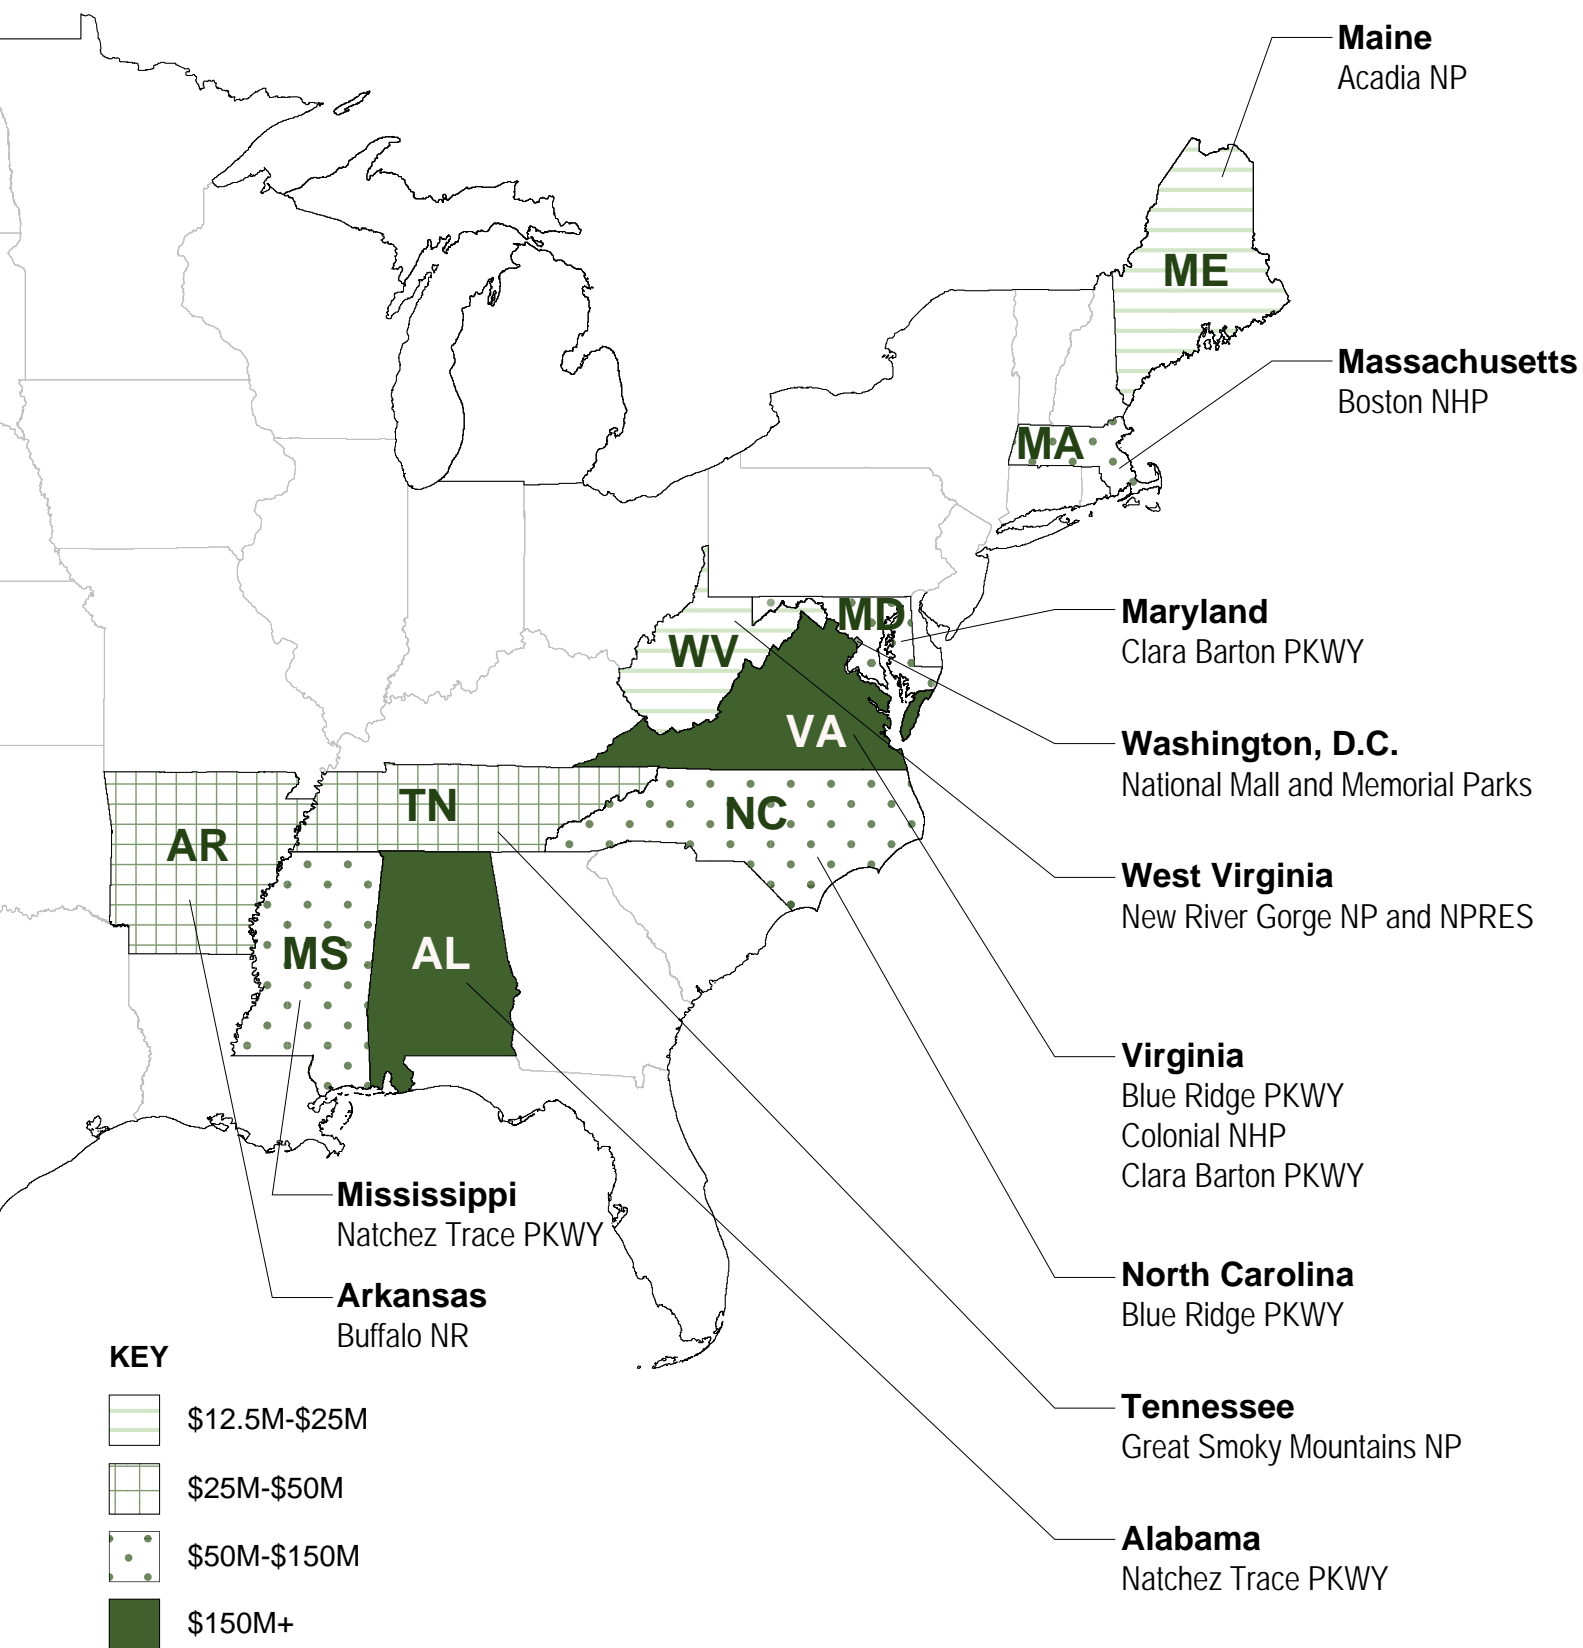 Maine
Acadia NP
ME
Massachusetts
Boston NHP
MA
Maryland
Clara Barton PKWY
MD
WV
Washington, D.C.
National Mall and Memorial Parks
VA
TN
NC
AR
West Virginia
New River Gorge NP and NPRES
MS
AL
Virginia
Blue Ridge PKWY
Colonial NHP
Clara Barton PKWY
Mississippi
Natchez Trace PKWY
North Carolina
Blue Ridge PKWY
Arkansas
Buffalo NR
Tennessee
Great Smoky Mountains NP
Alabama
Natchez Trace PKWY
KEY
$12.5M-$25M
$25M-$50M
$50M-$150M
$150M+